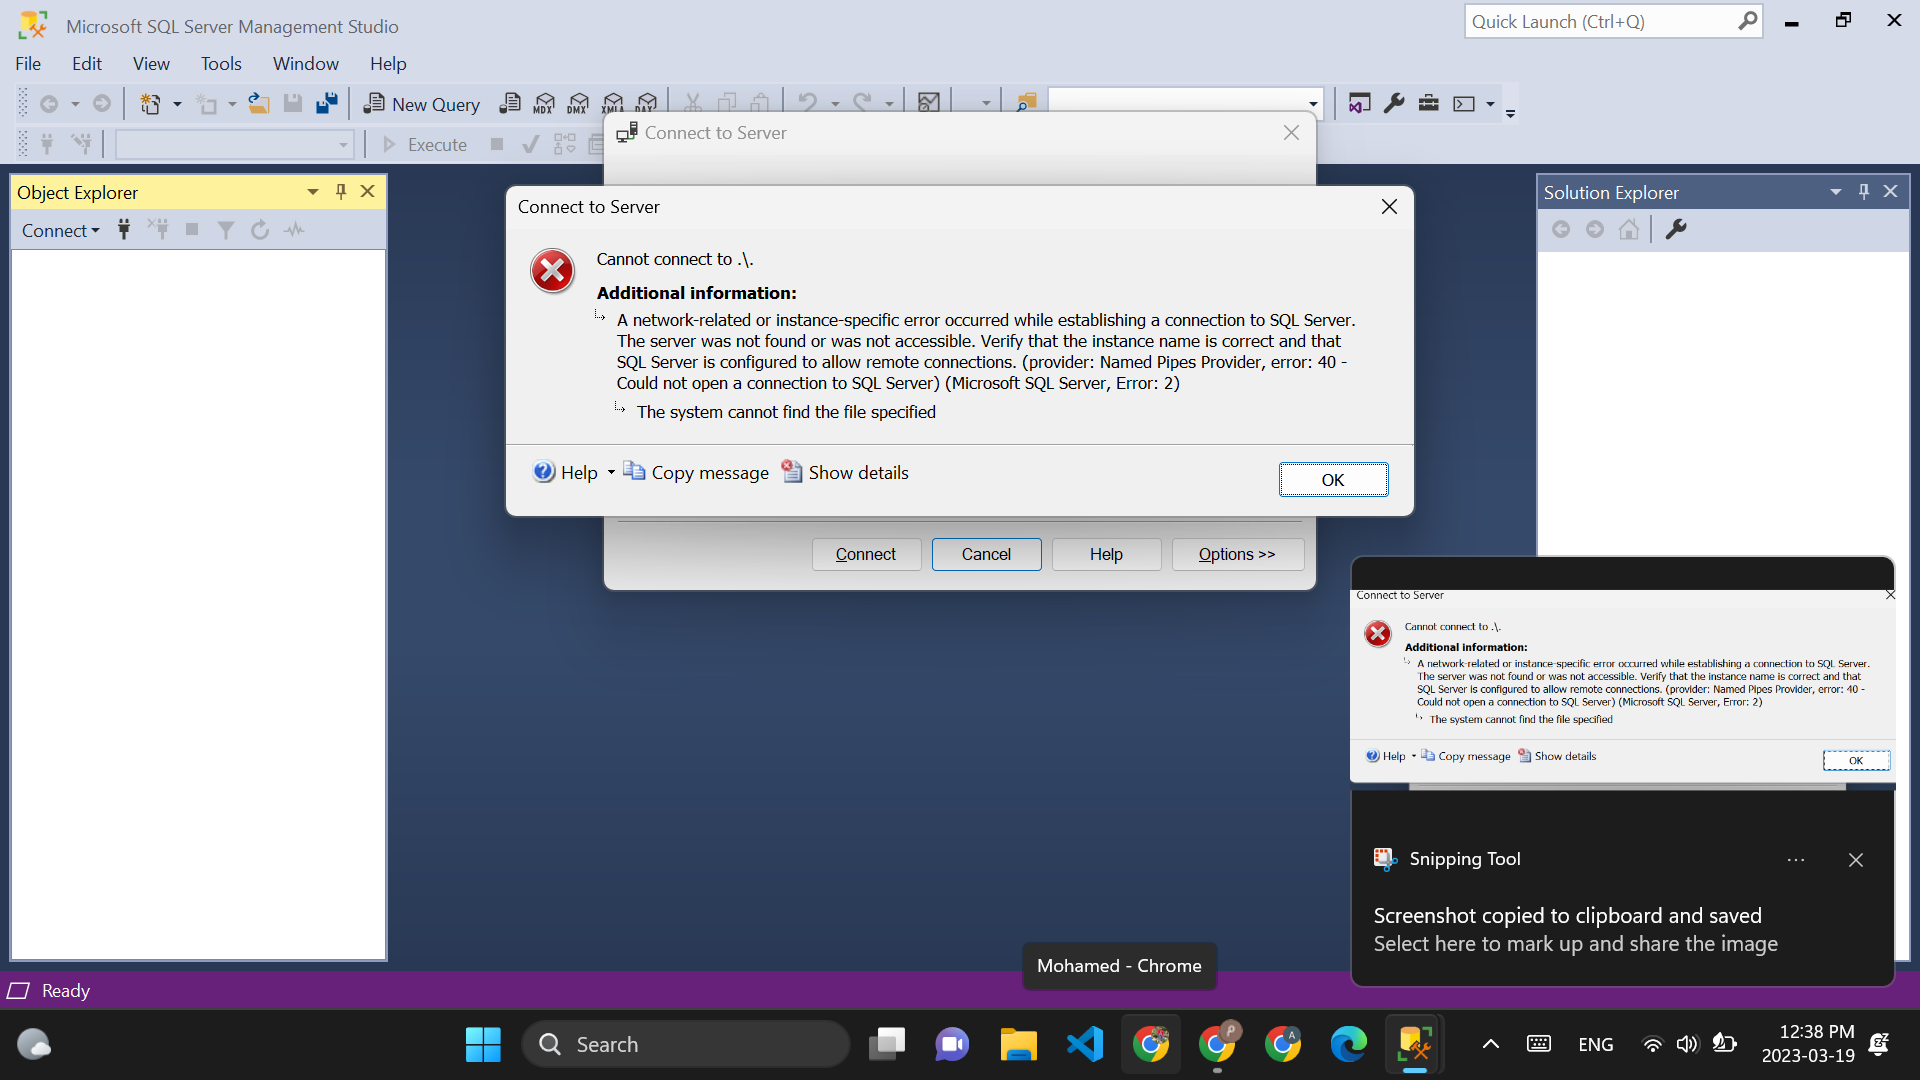 Microsoft SQL Server Management Studio
Quick Launch (Ctrl+Q)
File Edit View Tools Window Help
New Query MDX DMX XMLA DAX
Execute
Connect to Server
Object Explorer
Connect
Solution Explorer
Connect to Server
Cannot connect to .\.
Additional information:
A network-related or instance-specific error occurred while establishing a connection to SQL Server.
The server was not found or was not accessible. Verify that the instance name is correct and that
SQL Server is configured to allow remote connections. (provider: Named Pipes Provider, error: 40 -
Could not open a connection to SQL Server) (Microsoft SQL Server, Error: 2)
The system cannot find the file specified
Help Copy message Show details OK
Connect Cancel Help Options >>
Connect to Server
Cannot connect to .\.
Additional information:
A network-related or instance-specific error occurred while establishing a connection to SQL Server.
The server was not found or was not accessible. Verify that the instance name is correct and that
SQL Server is configured to allow remote connections. (provider: Named Pipes Provider, error: 40 -
Could not open a connection to SQL Server) (Microsoft SQL Server, Error: 2)
The system cannot find the file specified
Help Copy message Show details OK
Snipping Tool
Screenshot copied to clipboard and saved
Select here to mark up and share the image
Mohamed - Chrome
Ready
Search
P
A
ENG
12:38 PM
2023-03-19